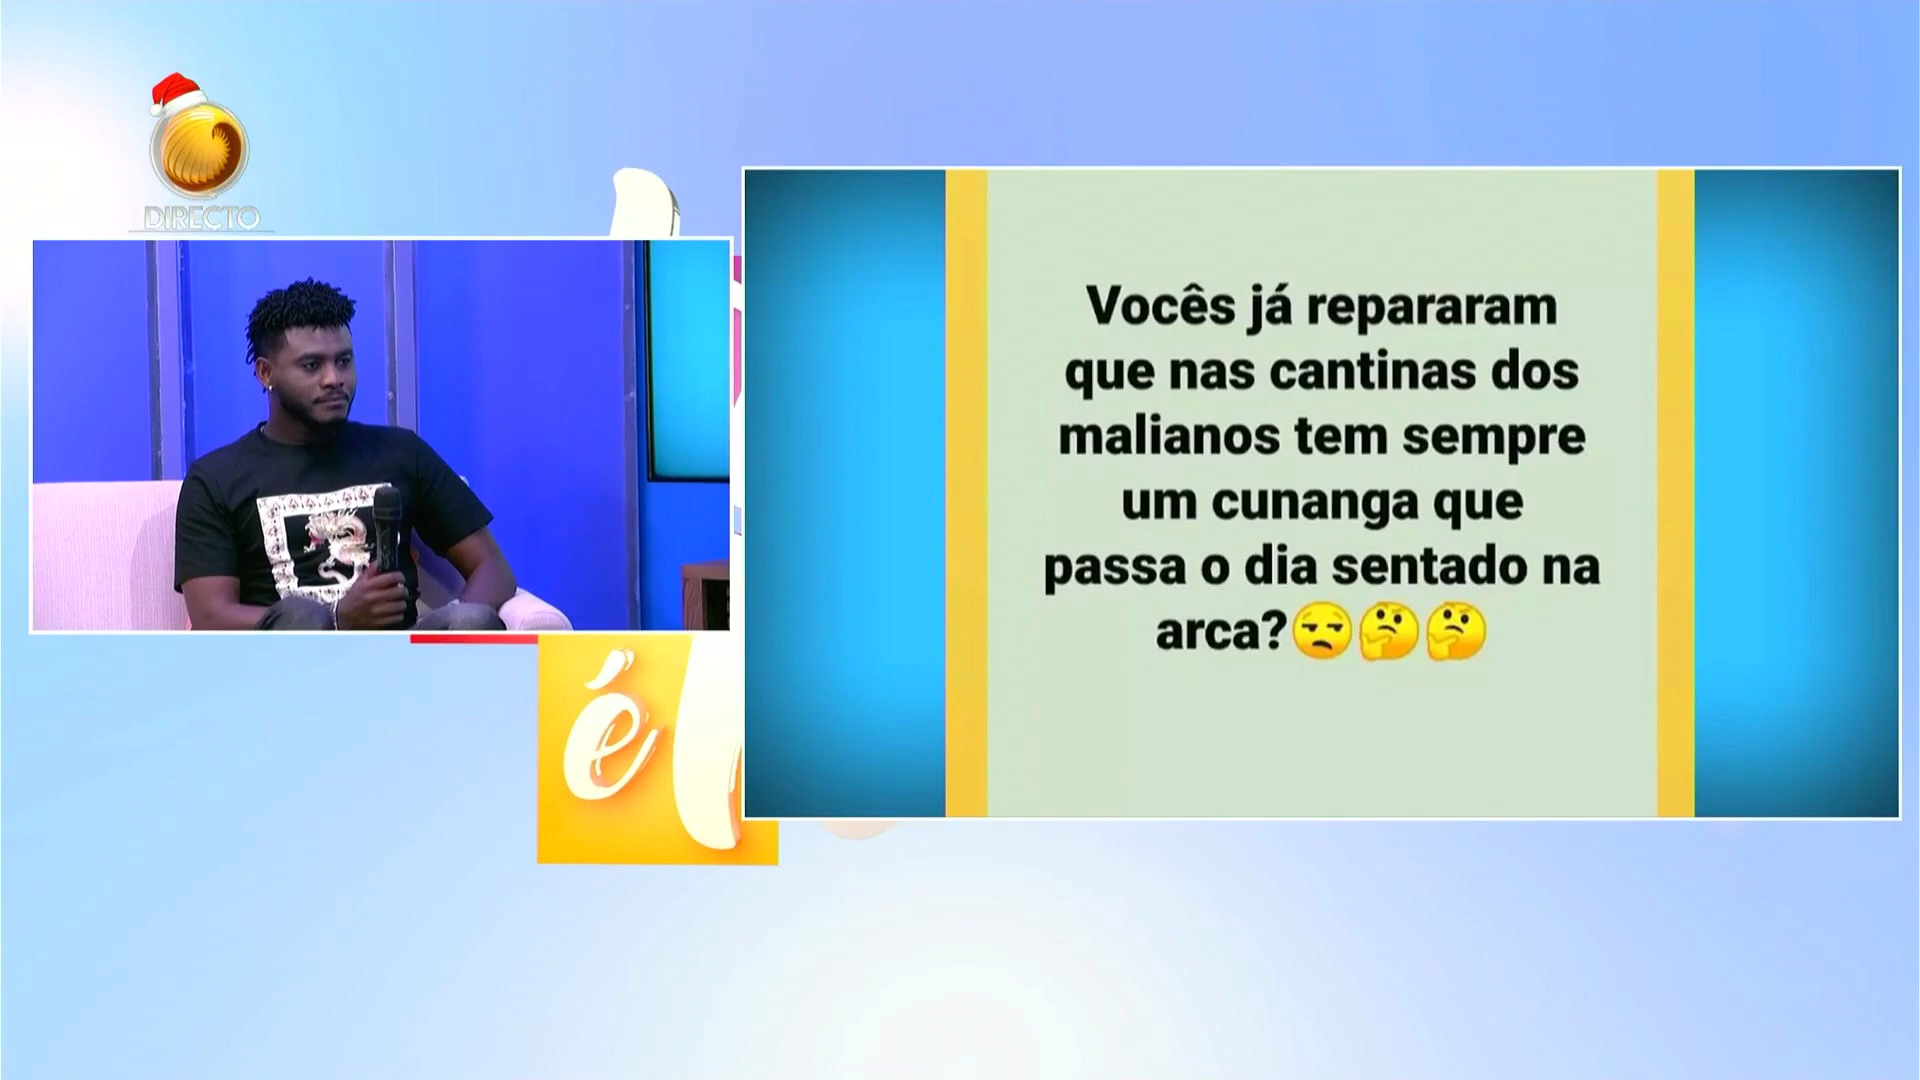 DIRECTO
Vocês já repararam
que nas cantinas dos
malianos tem sempre
um cunanga que
passa o dia sentado na
arca?😒🤔🤔
é